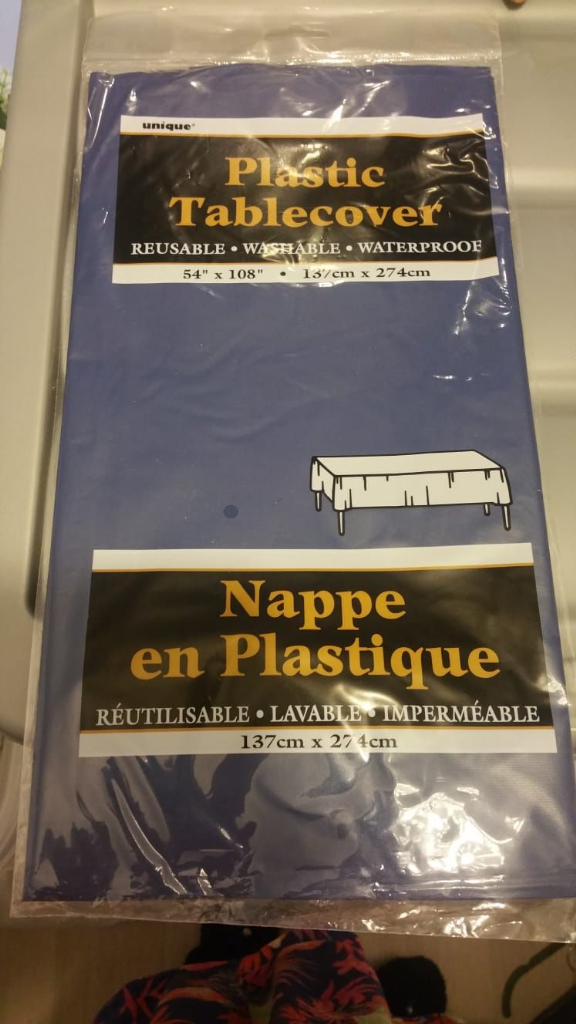 unique®
Plastic
Tablecover
REUSABLE • WASHABLE • WATERPROOF
54" x 108" • 137cm x 274cm
Nappe
en Plastique
RÉUTILISABLE • LAVABLE • IMPERMÉABLE
137cm x 274cm